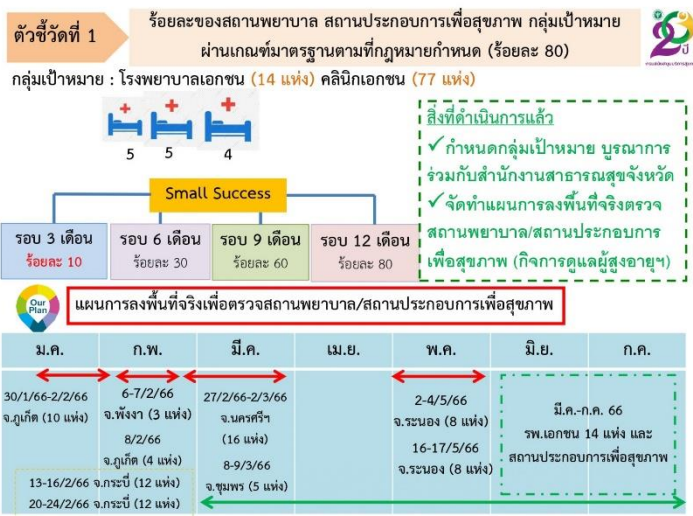 ตัวชี้วัดที่ 1
ร้อยละของสถานพยาบาล สถานประกอบการเพื่อสุขภาพ กลุ่มเป้าหมาย
ผ่านเกณฑ์มาตรฐานตามที่กฎหมายกำหนด (ร้อยละ 80)
กลุ่มเป้าหมาย : โรงพยาบาลเอกชน (14 แห่ง) คลินิกเอกชน (77 แห่ง)
5
5
4
Small Success
รอบ 3 เดือน
ร้อยละ 10
รอบ 6 เดือน
ร้อยละ 30
รอบ 9 เดือน
ร้อยละ 60
รอบ 12 เดือน
ร้อยละ 80
สิ่งที่ดำเนินการแล้ว
✓กำหนดกลุ่มเป้าหมาย บูรณาการ
ร่วมกับสำนักงานสาธารณสุขจังหวัด
✓จัดทำแผนการลงพื้นที่จริงตรวจ
สถานพยาบาล/สถานประกอบการ
เพื่อสุขภาพ (กิจการดูแลผู้สูงอายุฯ)
Our
Plan
แผนการลงพื้นที่จริงเพื่อตรวจสถานพยาบาล/สถานประกอบการเพื่อสุขภาพ
ม.ค. ก.พ. มี.ค. เม.ย. พ.ค. มิ.ย. ก.ค.
30/1/66-2/2/66
จ.ภูเก็ต (10 แห่ง)
6-7/2/66
จ.พังงา (3 แห่ง)
8/2/66
จ.ภูเก็ต (4 แห่ง)
13-16/2/66 จ.กระบี่ (12 แห่ง)
20-24/2/66 จ.กระบี่ (12 แห่ง)
27/2/66-2/3/66
จ.นครศรีฯ
(16 แห่ง)
8-9/3/66
จ.ชุมพร (5 แห่ง)
2-4/5/66
จ.ระนอง (8 แห่ง)
16-17/5/66
จ.ระนอง (8 แห่ง)
มี.ค.-ก.ค. 66
รพ.เอกชน 14 แห่ง และ
สถานประกอบการเพื่อสุขภาพ